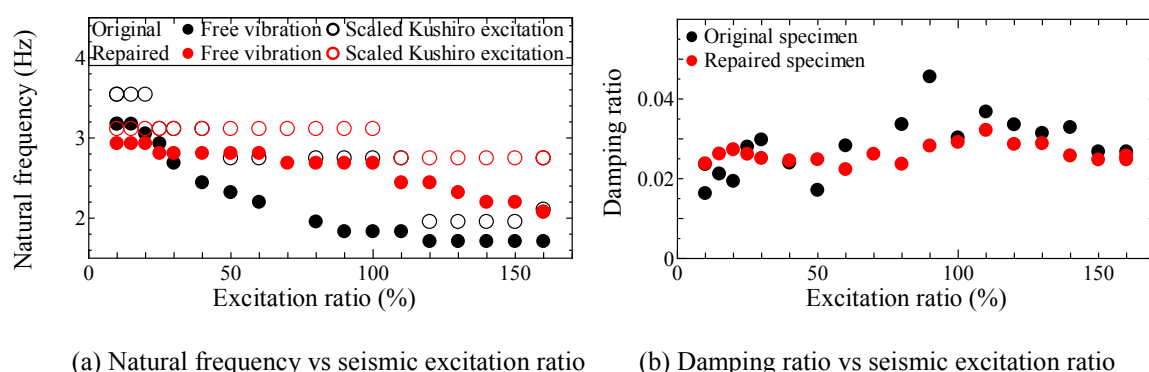 Original Free vibration Scaled Kushiro excitation
Repaired Free vibration Scaled Kushiro excitation
Natural frequency (Hz)
4
3
2
0 50 100 150
Excitation ratio (%)
(a) Natural frequency vs seismic excitation ratio
Original specimen
Repaired specimen
Damping ratio
0.04
0.02
0
0 50 100 150
Excitation ratio (%)
(b) Damping ratio vs seismic excitation ratio